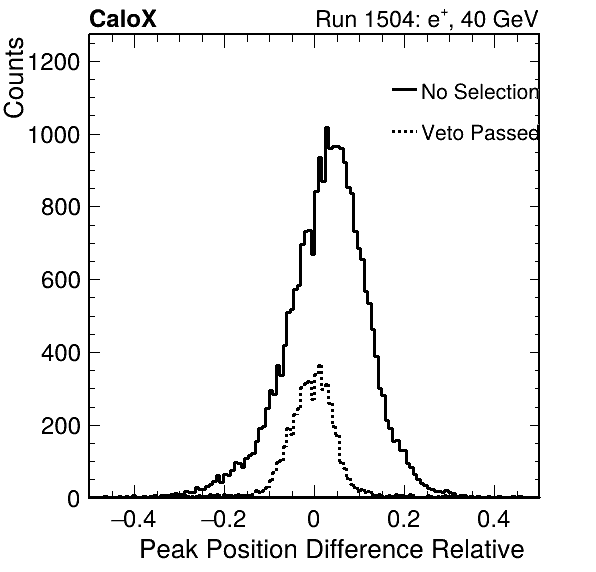 CaloX Run 1504: e+, 40 GeV
Counts
1200
1000
800
600
400
200
0
No Selection
Veto Passed
−0.4 −0.2 0 0.2 0.4
Peak Position Difference Relative